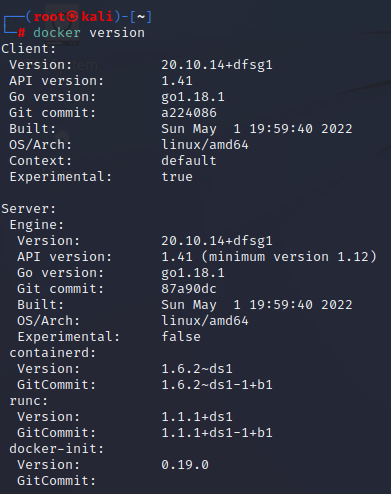 ┌──(root㉿kali)-[~]
└─# docker version
Client:
 Version:           20.10.14+dfsg1
 API version:       1.41
 Go version:        go1.18.1
 Git commit:        a224086
 Built:             Sun May  1 19:59:40 2022
 OS/Arch:           linux/amd64
 Context:           default
 Experimental:      true

Server:
 Engine:
  Version:          20.10.14+dfsg1
  API version:      1.41 (minimum version 1.12)
  Go version:       go1.18.1
  Git commit:       87a90dc
  Built:            Sun May  1 19:59:40 2022
  OS/Arch:          linux/amd64
  Experimental:     false
 containerd:
  Version:          1.6.2~ds1
  GitCommit:        1.6.2~ds1-1+b1
 runc:
  Version:          1.1.1+ds1
  GitCommit:        1.1.1+ds1-1+b1
 docker-init:
  Version:          0.19.0
  GitCommit: